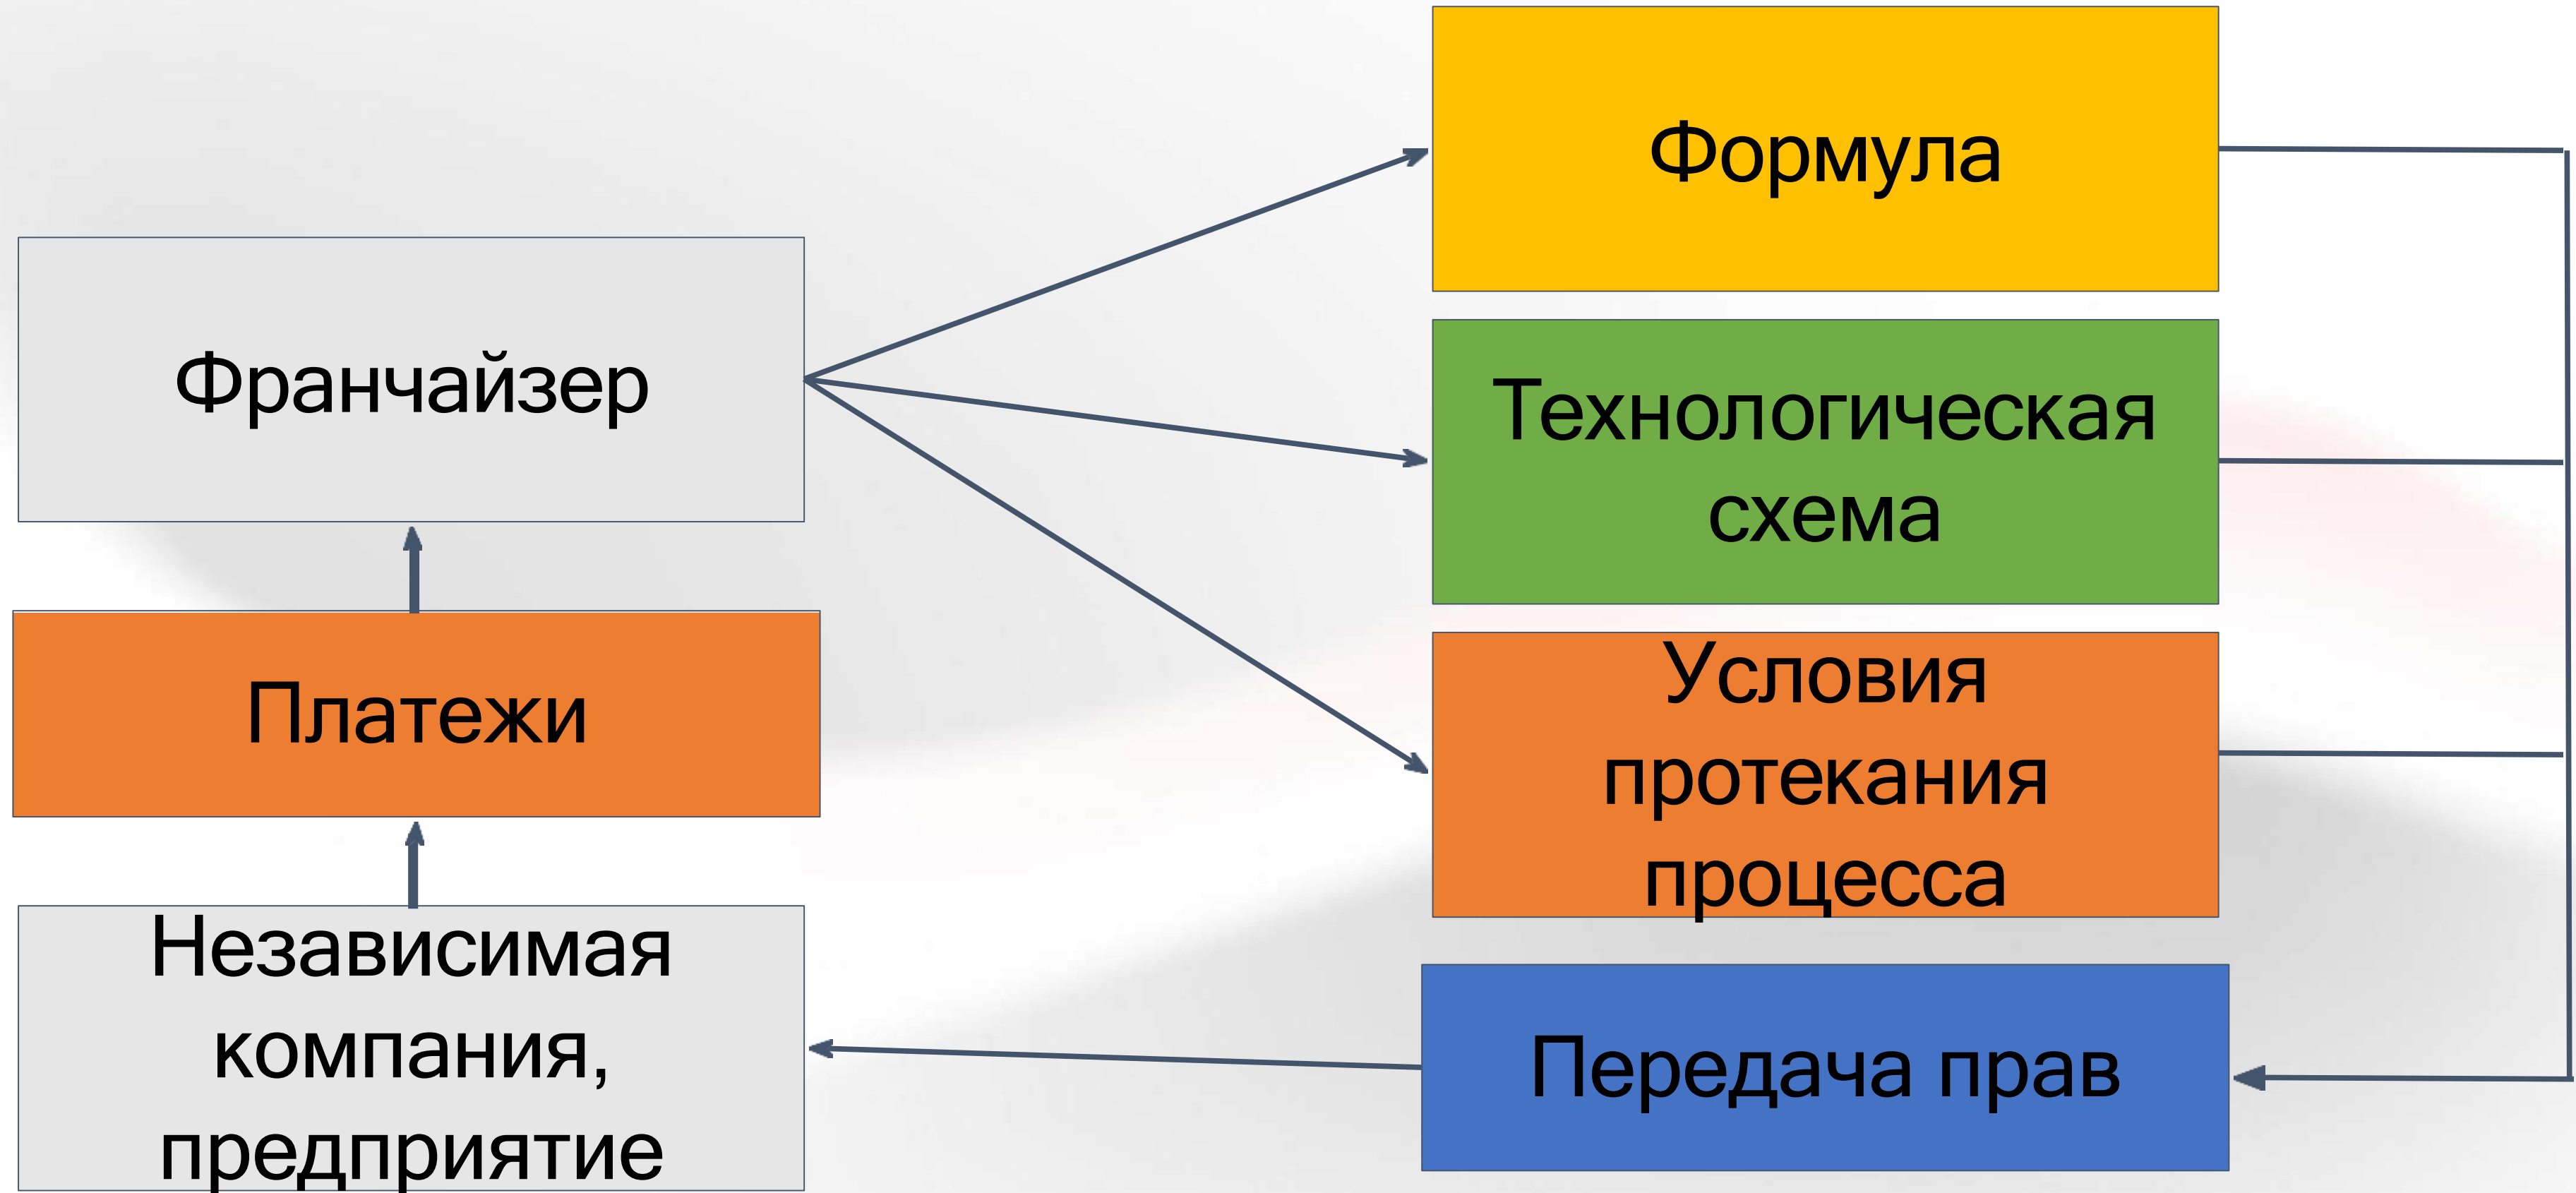 Формула
Франчайзер
Технологическая
схема
Платежи
Условия
протекания
процесса
Независимая
компания,
предприятие
Передача прав